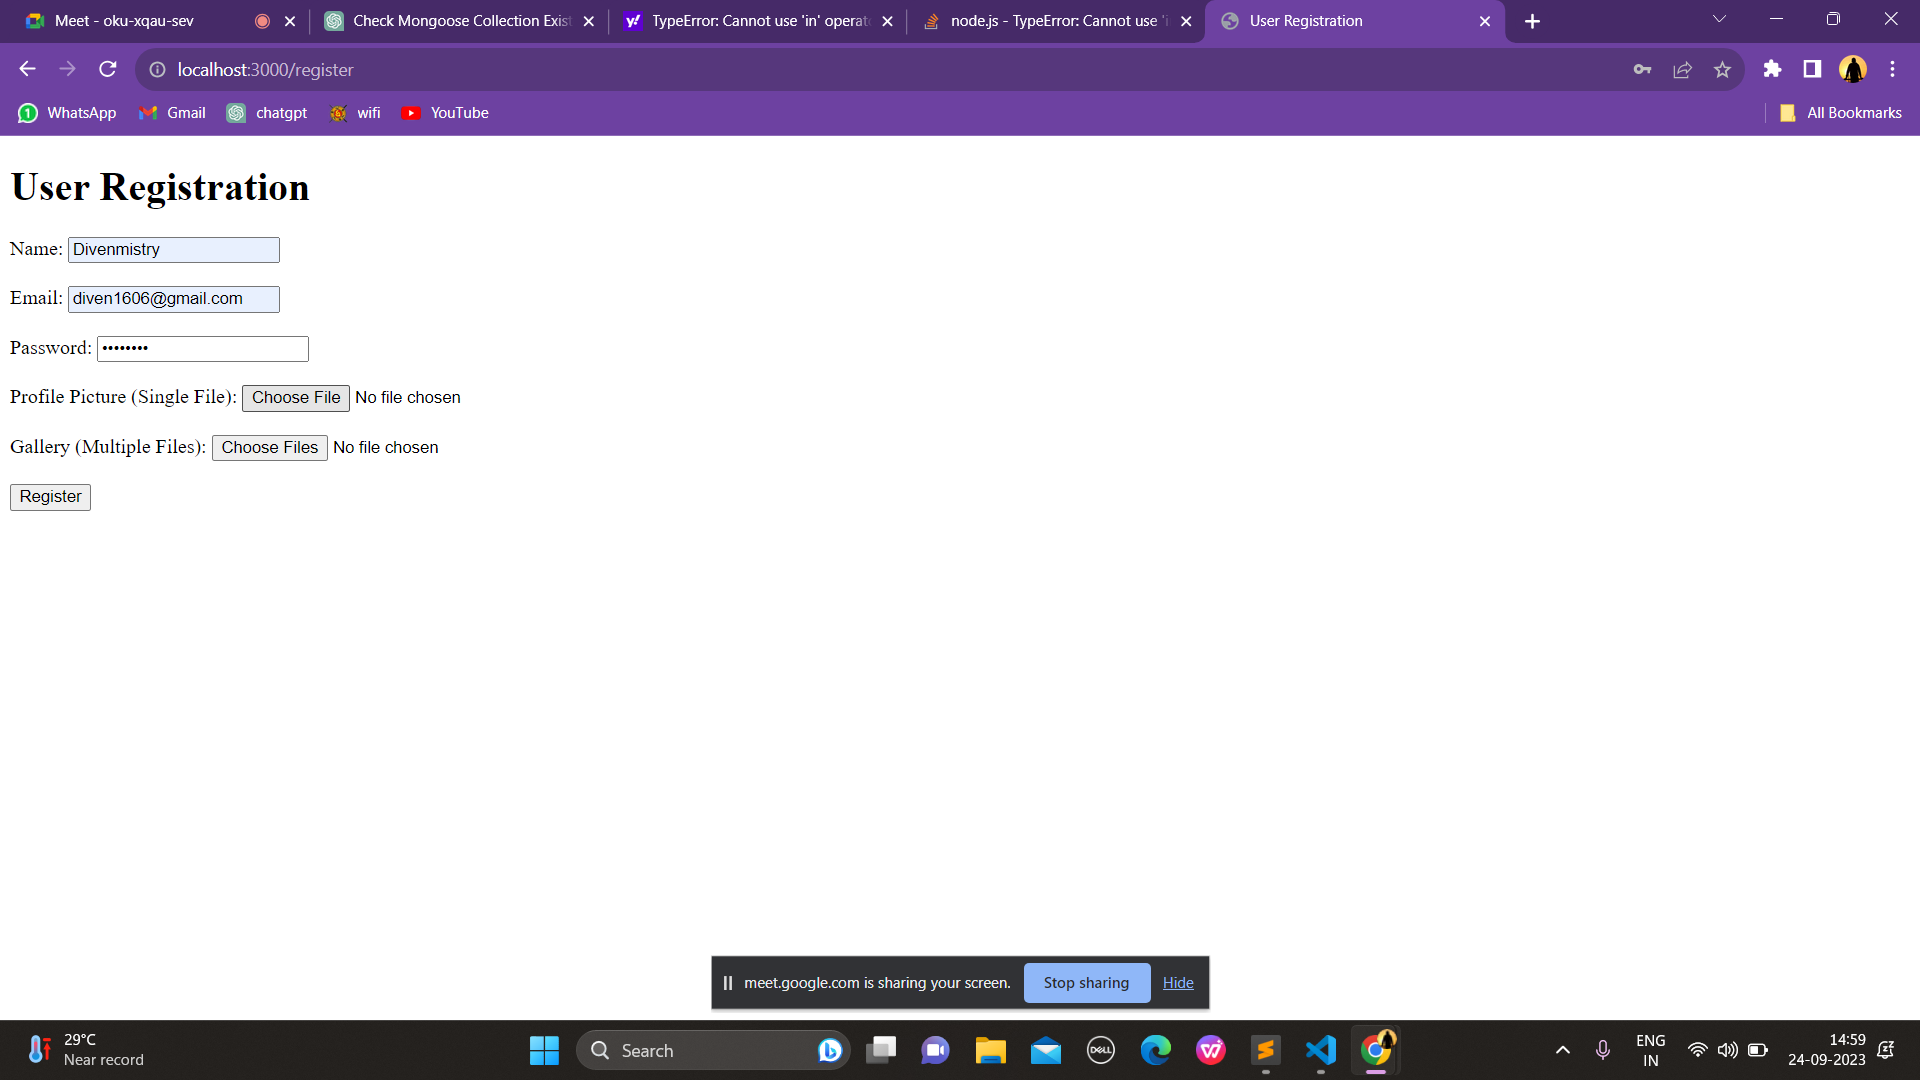 Meet - oku-xqau-sev
Check Mongoose Collection Exist
TypeError: Cannot use 'in' operato
node.js - TypeError: Cannot use 'i
User Registration
localhost:3000/register
WhatsApp
Gmail
chatgpt
wifi
YouTube
All Bookmarks
User Registration
Name: Divenmistry
Email: diven1606@gmail.com
Password: ••••••••
Profile Picture (Single File): Choose File No file chosen
Gallery (Multiple Files): Choose Files No file chosen
Register
meet.google.com is sharing your screen. Stop sharing Hide
29°C
Near record
Search
DELL
ENG
IN
14:59
24-09-2023